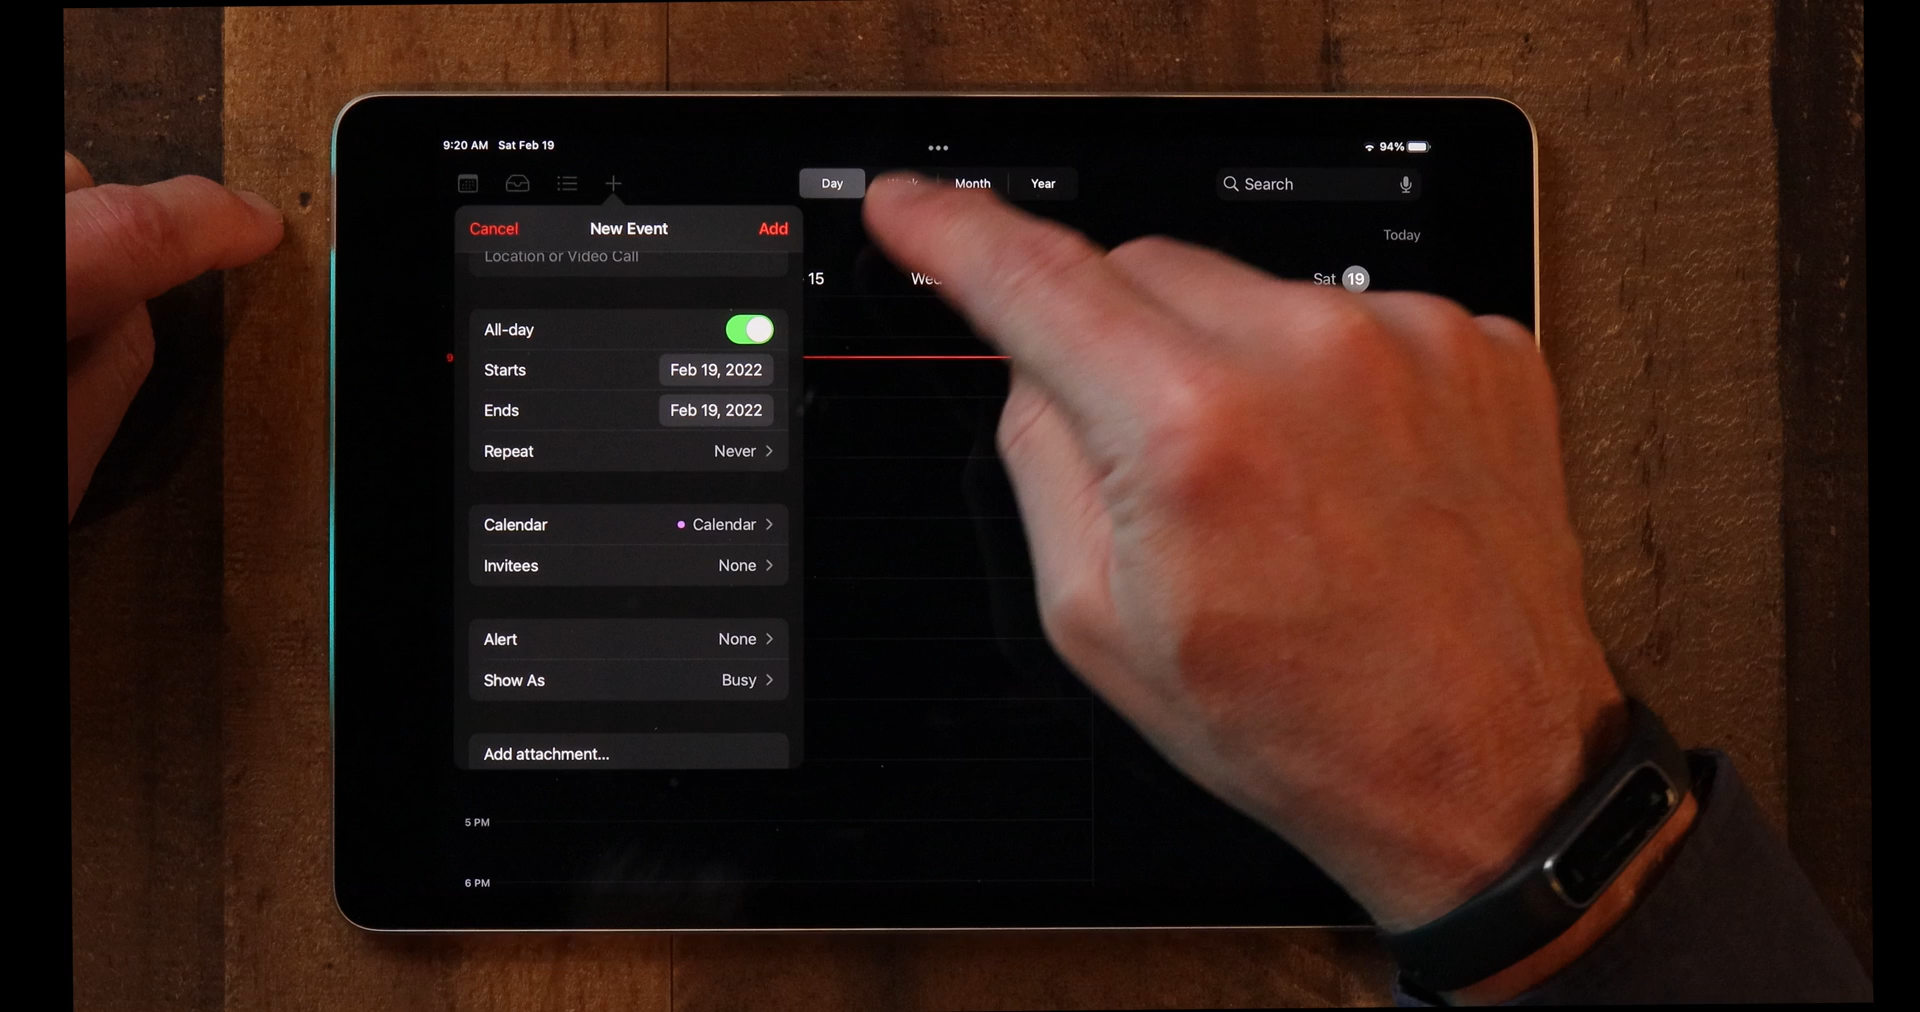 9:20 AM Sat Feb 19
94%
Day
Month
Year
Search
Cancel
New Event
Add
Today
Location or Video Call
15
Sat 19
All-day
Starts
Feb 19, 2022
Ends
Feb 19, 2022
Repeat
Never
Calendar
Calendar
Invitees
None
Alert
None
Show As
Busy
Add attachment...
5 PM
6 PM